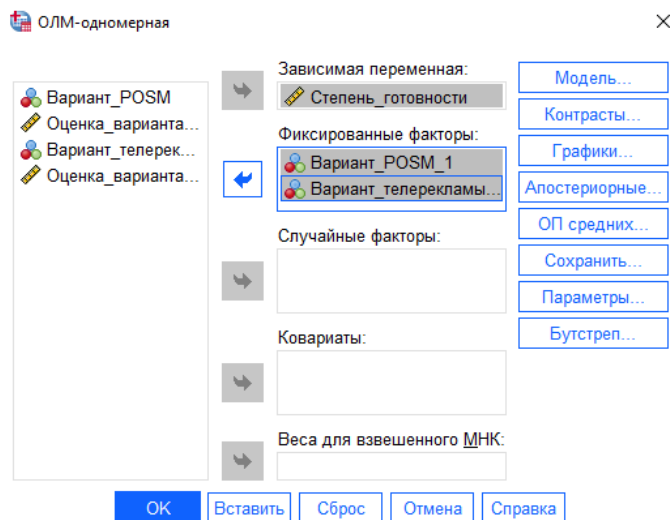 ОЛМ-одномерная
Вариант_POSM
Оценка_варианта...
Вариант_телерек...
Оценка_варианта...
Зависимая переменная:
Степень_готовности
Фиксированные факторы:
Вариант_POSM_1
Вариант_телерекламы...
Случайные факторы:
Ковариаты:
Веса для взвешенного МНК:
Модель...
Контрасты...
Графики...
Апостериорные...
ОП средних...
Сохранить...
Параметры...
Бутстреп...
OK
Вставить
Сброс
Отмена
Справка